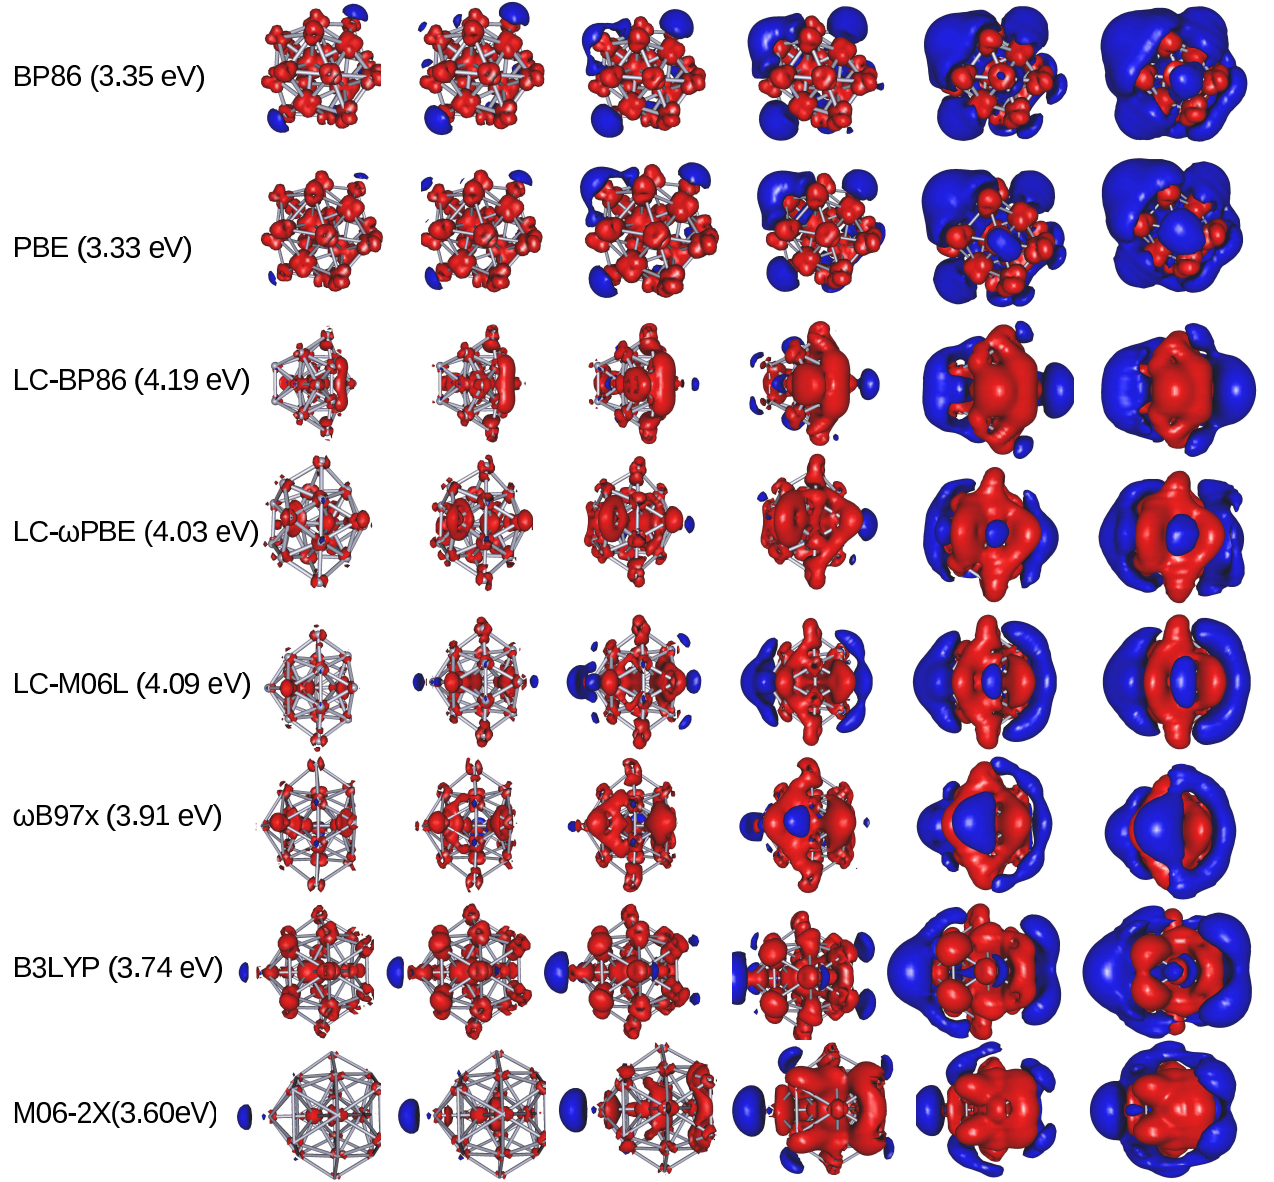 BP86 (3.35 eV)
PBE (3.33 eV)
LC-BP86 (4.19 eV)
LC-ωPBE (4.03 eV)
LC-M06L (4.09 eV)
ωB97x (3.91 eV)
B3LYP (3.74 eV)
M06-2X(3.60eV)